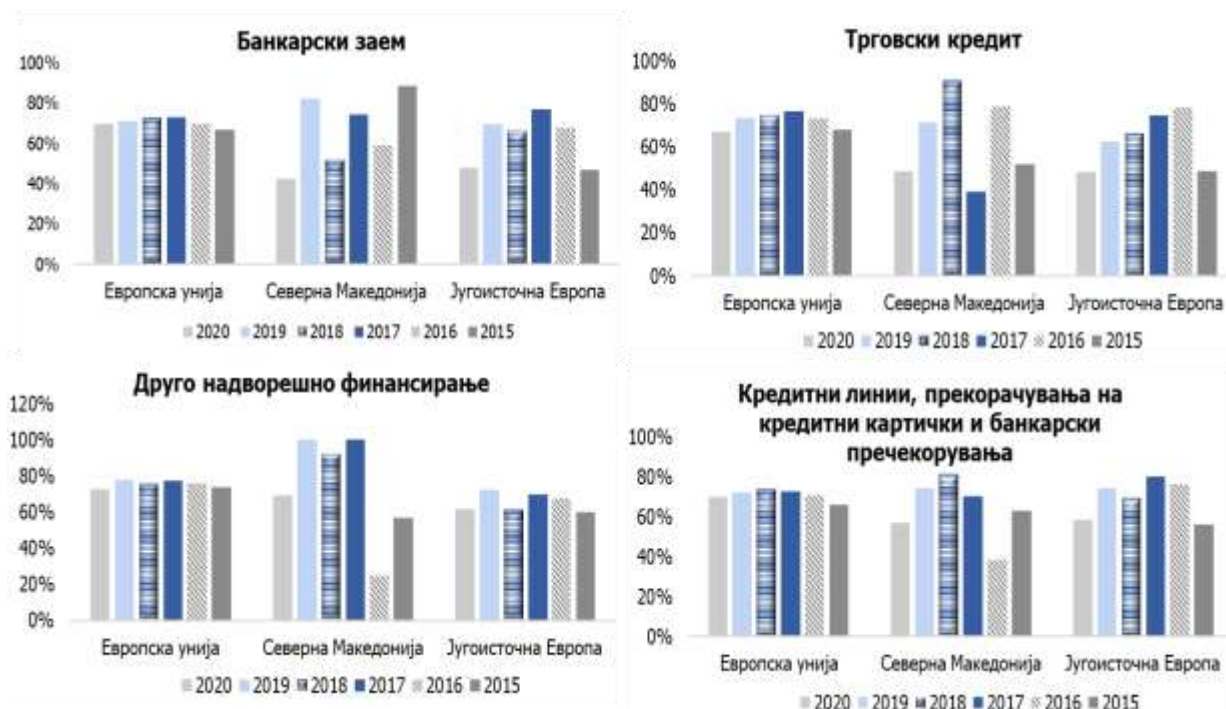 Банкарски заем
100%
80%
60%
40%
20%
0%
Европска унија Северна Македонија Југоисточна Европа
2020 2019 2018 2017 2016 2015
Трговски кредит
100%
80%
60%
40%
20%
0%
Европска унија Северна Македонија Југоисточна Европа
2020 2019 2018 2017 2016 2015
Друго надворешно финансирање
120%
100%
80%
60%
40%
20%
0%
Европска унија Северна Македонија Југоисточна Европа
2020 2019 2018 2017 2016 2015
Кредитни линии, прекорачувања на
кредитни картички и банкарски
пречекорувања
100%
80%
60%
40%
20%
0%
Европска унија Северна Македонија Југоисточна Европа
2020 2019 2018 2017 2016 2015